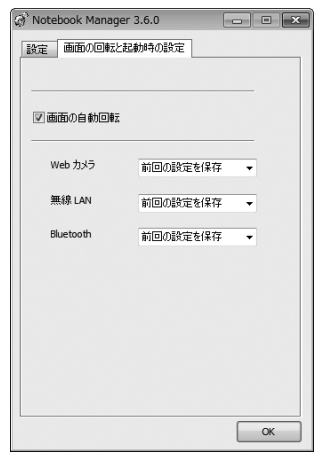 Notebook Manager 3.6.0
設定 画面の回転と起動時の設定
画面の自動回転
Web カメラ 前回の設定を保存
無線 LAN 前回の設定を保存
Bluetooth 前回の設定を保存
OK